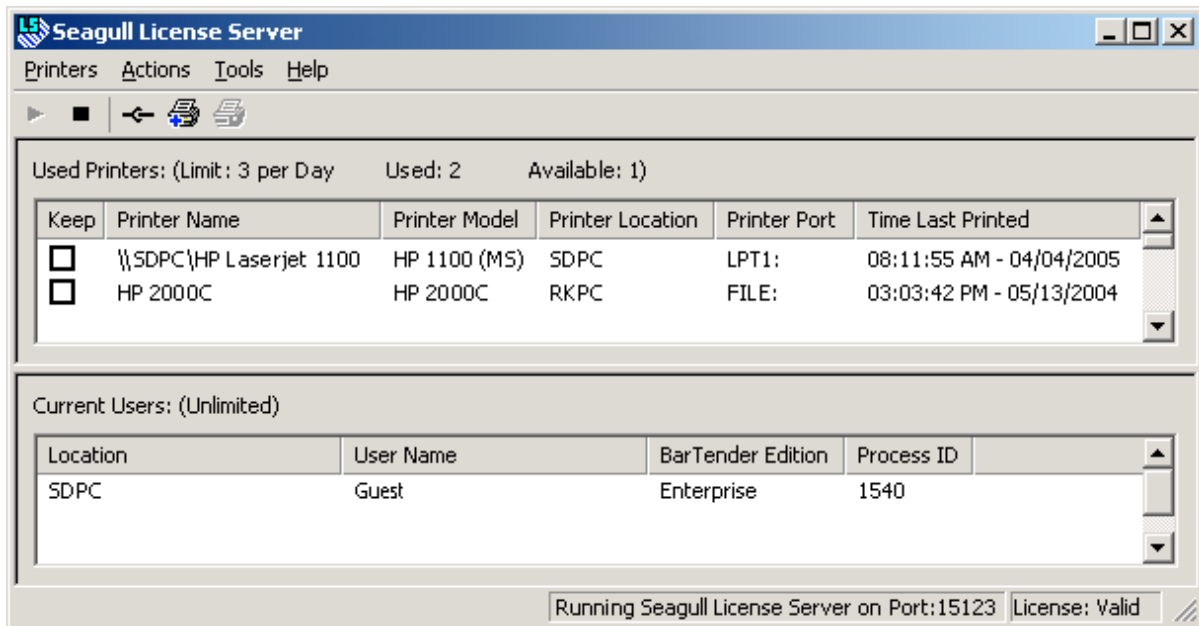 LS Seagull License Server
Printers Actions Tools Help
Used Printers: (Limit: 3 per Day Used: 2 Available: 1)
Keep Printer Name Printer Model Printer Location Printer Port Time Last Printed
\\SDPC\HP Laserjet 1100 HP 1100 (MS) SDPC LPT1: 08:11:55 AM - 04/04/2005
HP 2000C HP 2000C RKPC FILE: 03:03:42 PM - 05/13/2004
Current Users: (Unlimited)
Location User Name BarTender Edition Process ID
SDPC Guest Enterprise 1540
Running Seagull License Server on Port:15123 License: Valid